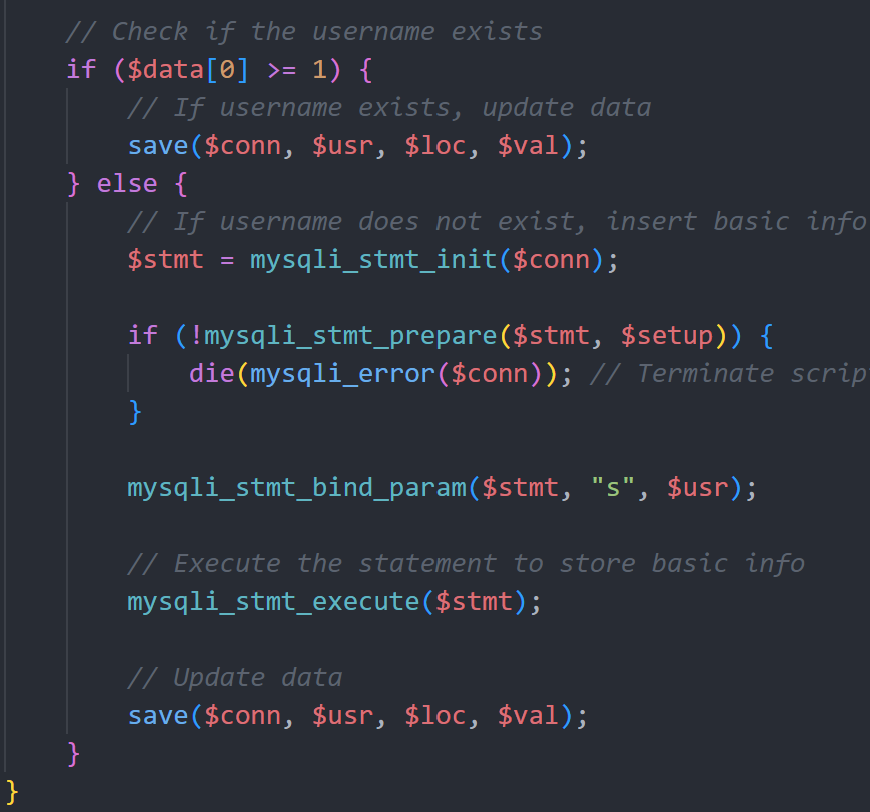 // Check if the username exists
if ($data[0] >= 1) {
// If username exists, update data
save($conn, $usr, $loc, $val);
} else {
// If username does not exist, insert basic info
$stmt = mysqli_stmt_init($conn);
if (!mysqli_stmt_prepare($stmt, $setup)) {
die(mysqli_error($conn)); // Terminate scrip
}
mysqli_stmt_bind_param($stmt, "s", $usr);
// Execute the statement to store basic info
mysqli_stmt_execute($stmt);
// Update data
save($conn, $usr, $loc, $val);
}
}